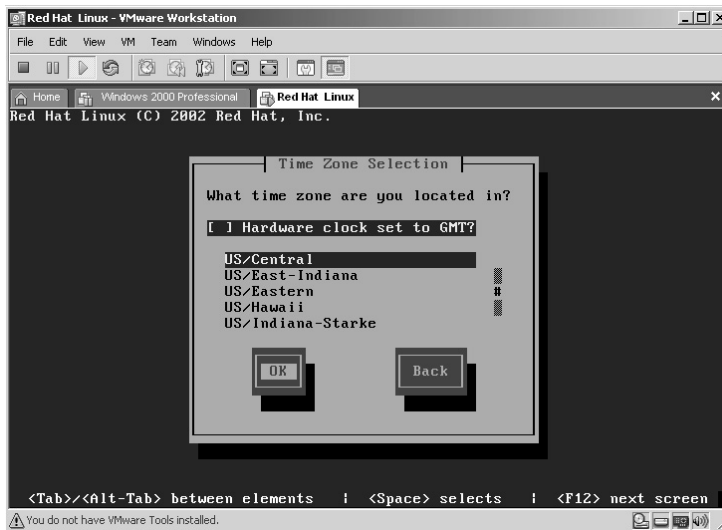 Red Hat Linux - VMware Workstation
File Edit View VM Team Windows Help
Home Windows 2000 Professional Red Hat Linux
Red Hat Linux (C) 2002 Red Hat, Inc.
Time Zone Selection
What time zone are you located in?
[ ] Hardware clock set to GMT?
US/Central
US/East-Indiana
US/Eastern #
US/Hawaii
US/Indiana-Starke
OK Back
<Tab>/<Alt-Tab> between elements | <Space> selects | <F12> next screen
You do not have VMware Tools installed.